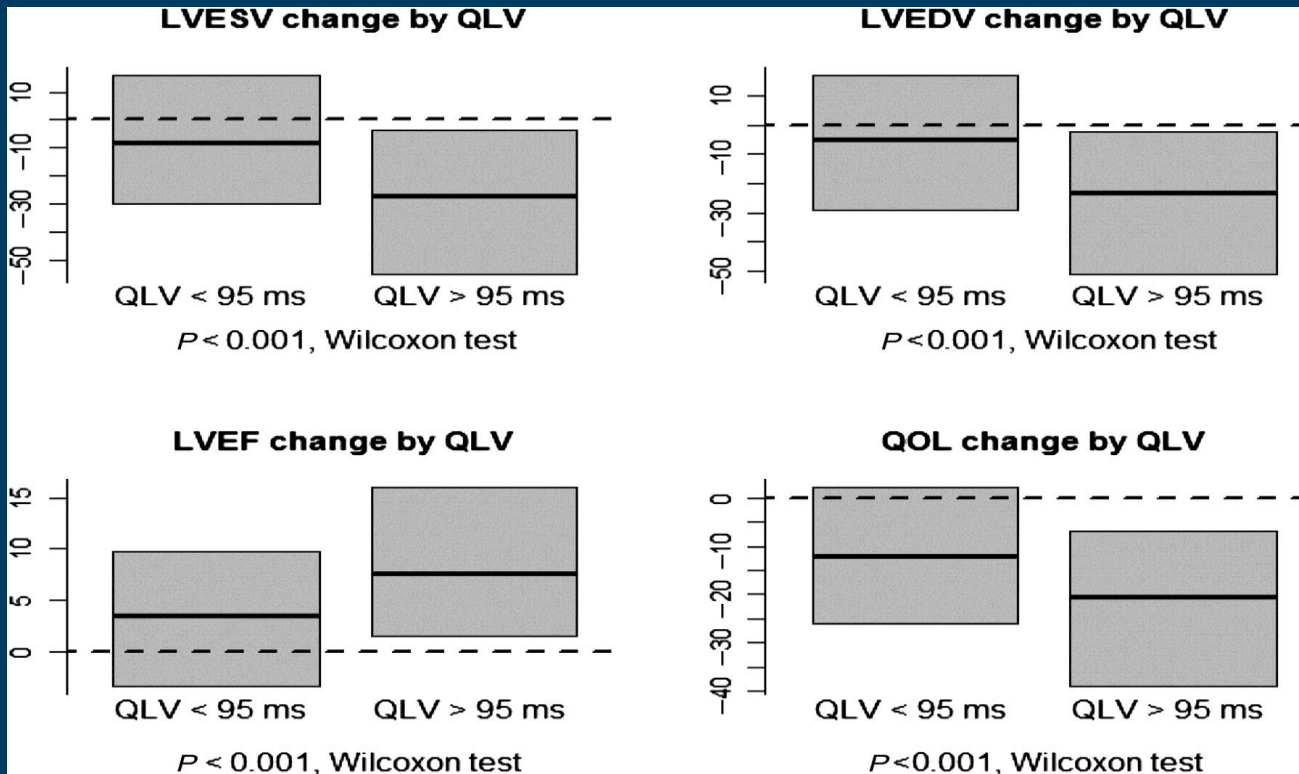 LVESV change by QLV
10
−10
−30
−50
QLV < 95 ms QLV > 95 ms
P < 0.001, Wilcoxon test
LVEDV change by QLV
10
−10
−30
−50
QLV < 95 ms QLV > 95 ms
P<0.001, Wilcoxon test
LVEF change by QLV
15
10
5
0
QLV < 95 ms QLV > 95 ms
P < 0.001, Wilcoxon test
QOL change by QLV
0
−10
−20
−30
−40
QLV < 95 ms QLV > 95 ms
P<0.001, Wilcoxon test